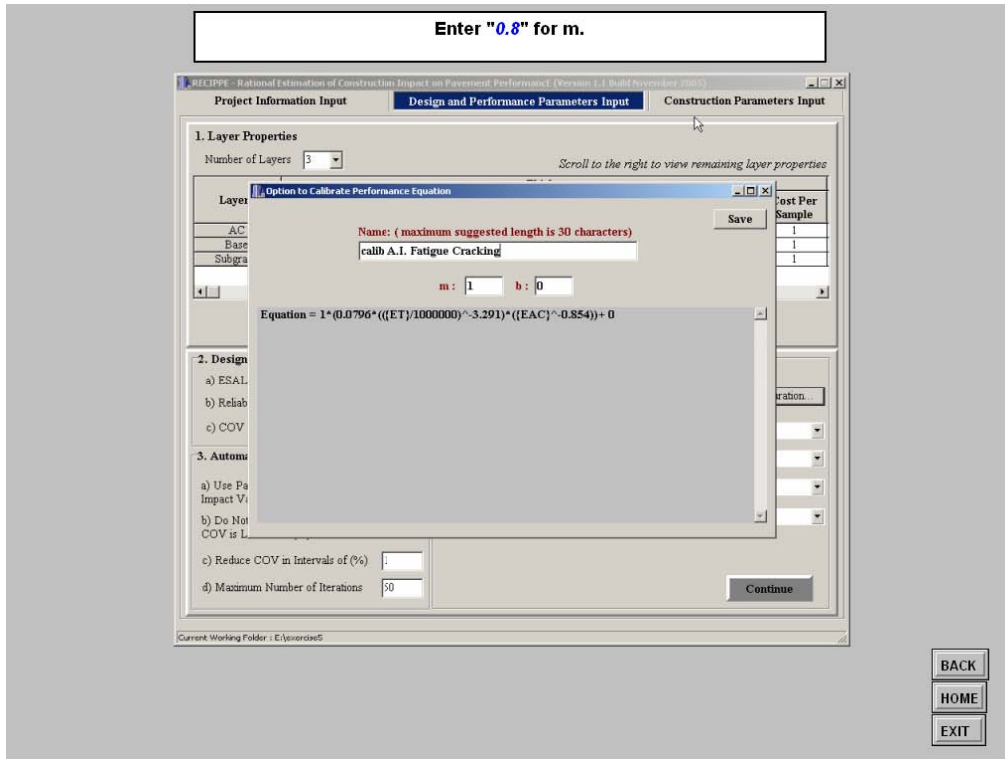 Enter "0.8" for m.
RECIPPE - Rational Estimation of Construction Impact on Pavement Performance (Version 1.1 Build November 2005)
Project Information Input Design and Performance Parameters Input Construction Parameters Input
1. Layer Properties
Number of Layers 3
Scroll to the right to view remaining layer properties
Option to Calibrate Performance Equation
Layer
Cost Per
Sample
Save
Name: ( maximum suggested length is 30 characters)
AC 1
calib A.I. Fatigue Cracking
Base 1
Subgra 1
m : 1 b : 0
Equation = 1*(0.0796*(({ET}/1000000)^-3.291)*({EAC}^-0.854))+ 0
2. Design
a) ESAL
b) Reliab
ration...
c) COV
3. Automa
a) Use Pa
Impact V
b) Do Not
COV is L
c) Reduce COV in Intervals of (%) 1
d) Maximum Number of Iterations 50
Continue
Current Working Folder : E:\exercise5
BACK
HOME
EXIT